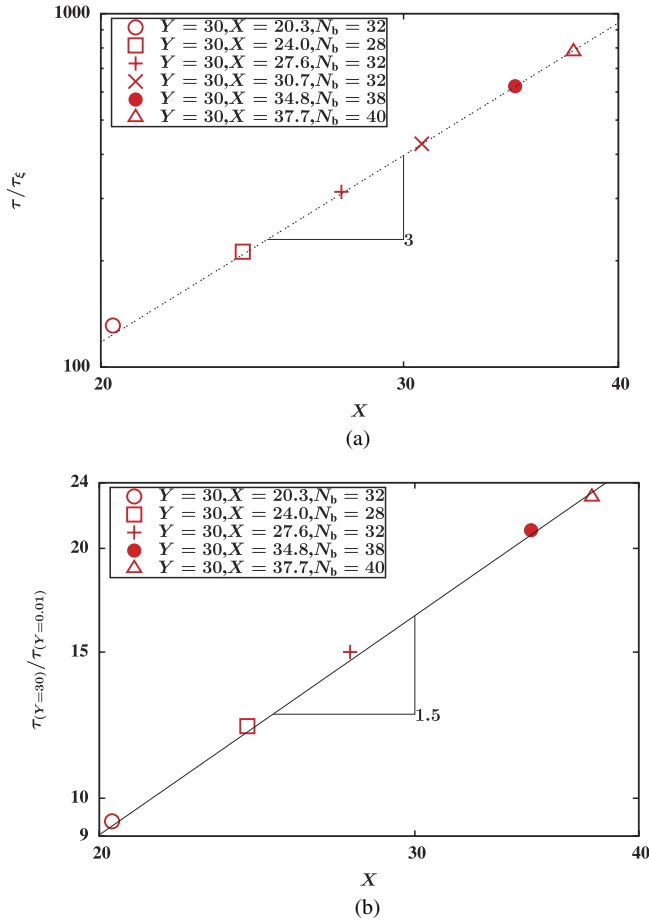 1000
Y = 30,X = 20.3,N_b = 32
Y = 30,X = 24.0,N_b = 28
Y = 30,X = 27.6,N_b = 32
Y = 30,X = 30.7,N_b = 32
Y = 30,X = 34.8,N_b = 38
Y = 30,X = 37.7,N_b = 40
τ/τ_ξ
3
100
20 30 40
X
(a)
24
Y = 30,X = 20.3,N_b = 32
Y = 30,X = 24.0,N_b = 28
Y = 30,X = 27.6,N_b = 32
Y = 30,X = 34.8,N_b = 38
Y = 30,X = 37.7,N_b = 40
20
τ_(Y=30)/τ_(Y=0.01)
15
1.5
10
9
20 30 40
X
(b)